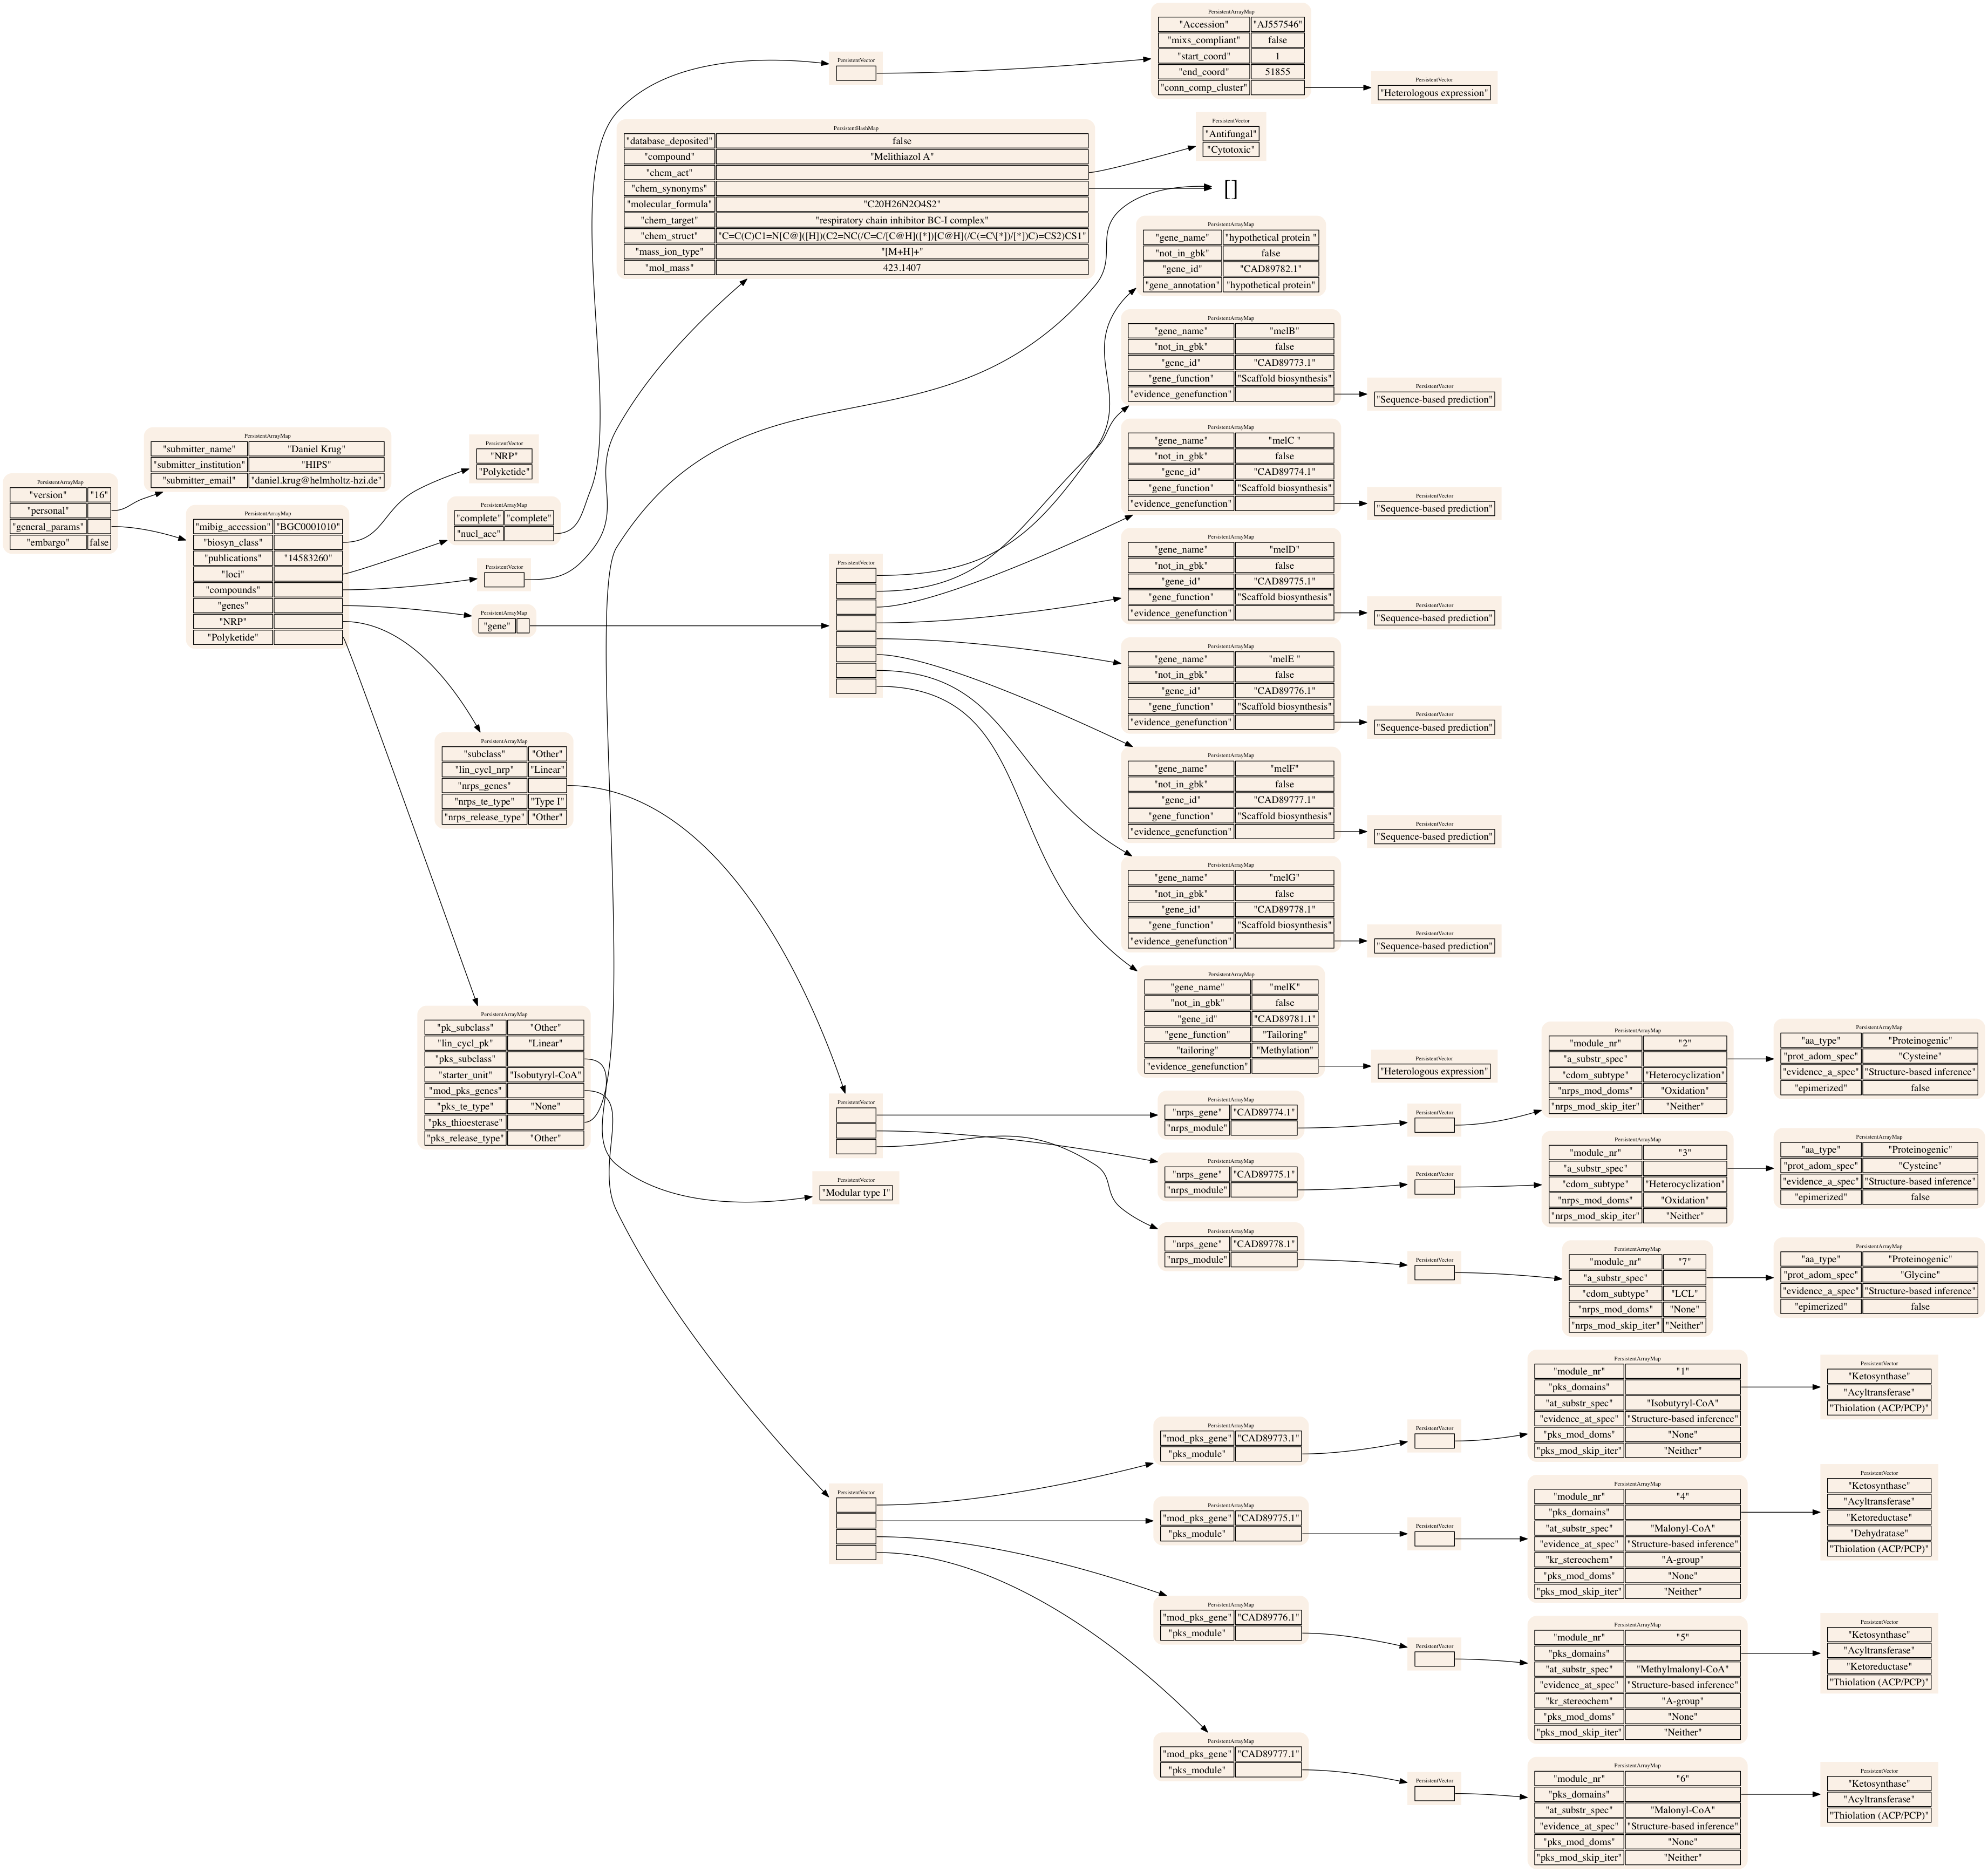 PersistentArrayMap
"version" "16"
"personal"
"general_params"
"embargo" false
PersistentArrayMap
"submitter_name" "Daniel Krug"
"submitter_institution" "HIPS"
"submitter_email" "daniel.krug@helmholtz-hzi.de"
PersistentArrayMap
"mibig_accession" "BGC0001010"
"biosyn_class"
"publications" "14583260"
"loci"
"compounds"
"genes"
"NRP"
"Polyketide"
PersistentVector
"NRP"
"Polyketide"
PersistentArrayMap
"complete" "complete"
"nucl_acc"
PersistentVector
PersistentArrayMap
"gene"
PersistentArrayMap
"subclass" "Other"
"lin_cycl_nrp" "Linear"
"nrps_genes"
"nrps_te_type" "Type I"
"nrps_release_type" "Other"
PersistentArrayMap
"pk_subclass" "Other"
"lin_cycl_pk" "Linear"
"pks_subclass"
"starter_unit" "Isobutyryl-CoA"
"mod_pks_genes"
"pks_te_type" "None"
"pks_thioesterase"
"pks_release_type" "Other"
PersistentVector
PersistentArrayMap
"Accession" "AJ557546"
"mixs_compliant" false
"start_coord" 1
"end_coord" 51855
"conn_comp_cluster"
PersistentVector
"Heterologous expression"
PersistentHashMap
"database_deposited" false
"compound" "Melithiazol A"
"chem_act"
"chem_synonyms"
"molecular_formula" "C20H26N2O4S2"
"chem_target" "respiratory chain inhibitor BC-I complex"
"chem_struct" "C=C(C)C1=N[C@]([H])(C2=NC(/C=C/[C@H]([*])[C@H](/C(=C\[*])/[*])C)=CS2)CS1"
"mass_ion_type" "[M+H]+"
"mol_mass" 423.1407
PersistentVector
"Antifungal"
"Cytotoxic"
[]
PersistentVector
PersistentArrayMap
"gene_name" "hypothetical protein "
"not_in_gbk" false
"gene_id" "CAD89782.1"
"gene_annotation" "hypothetical protein"
PersistentArrayMap
"gene_name" "melB"
"not_in_gbk" false
"gene_id" "CAD89773.1"
"gene_function" "Scaffold biosynthesis"
"evidence_genefunction"
PersistentVector
"Sequence-based prediction"
PersistentArrayMap
"gene_name" "melC "
"not_in_gbk" false
"gene_id" "CAD89774.1"
"gene_function" "Scaffold biosynthesis"
"evidence_genefunction"
PersistentVector
"Sequence-based prediction"
PersistentArrayMap
"gene_name" "melD"
"not_in_gbk" false
"gene_id" "CAD89775.1"
"gene_function" "Scaffold biosynthesis"
"evidence_genefunction"
PersistentVector
"Sequence-based prediction"
PersistentArrayMap
"gene_name" "melE "
"not_in_gbk" false
"gene_id" "CAD89776.1"
"gene_function" "Scaffold biosynthesis"
"evidence_genefunction"
PersistentVector
"Sequence-based prediction"
PersistentArrayMap
"gene_name" "melF"
"not_in_gbk" false
"gene_id" "CAD89777.1"
"gene_function" "Scaffold biosynthesis"
"evidence_genefunction"
PersistentVector
"Sequence-based prediction"
PersistentArrayMap
"gene_name" "melG"
"not_in_gbk" false
"gene_id" "CAD89778.1"
"gene_function" "Scaffold biosynthesis"
"evidence_genefunction"
PersistentVector
"Sequence-based prediction"
PersistentArrayMap
"gene_name" "melK"
"not_in_gbk" false
"gene_id" "CAD89781.1"
"gene_function" "Tailoring"
"tailoring" "Methylation"
"evidence_genefunction"
PersistentVector
"Heterologous expression"
PersistentVector
PersistentArrayMap
"nrps_gene" "CAD89774.1"
"nrps_module"
PersistentVector
PersistentArrayMap
"module_nr" "2"
"a_substr_spec"
"cdom_subtype" "Heterocyclization"
"nrps_mod_doms" "Oxidation"
"nrps_mod_skip_iter" "Neither"
PersistentArrayMap
"aa_type" "Proteinogenic"
"prot_adom_spec" "Cysteine"
"evidence_a_spec" "Structure-based inference"
"epimerized" false
PersistentArrayMap
"nrps_gene" "CAD89775.1"
"nrps_module"
PersistentVector
PersistentArrayMap
"module_nr" "3"
"a_substr_spec"
"cdom_subtype" "Heterocyclization"
"nrps_mod_doms" "Oxidation"
"nrps_mod_skip_iter" "Neither"
PersistentArrayMap
"aa_type" "Proteinogenic"
"prot_adom_spec" "Cysteine"
"evidence_a_spec" "Structure-based inference"
"epimerized" false
PersistentArrayMap
"nrps_gene" "CAD89778.1"
"nrps_module"
PersistentVector
PersistentArrayMap
"module_nr" "7"
"a_substr_spec"
"cdom_subtype" "LCL"
"nrps_mod_doms" "None"
"nrps_mod_skip_iter" "Neither"
PersistentArrayMap
"aa_type" "Proteinogenic"
"prot_adom_spec" "Glycine"
"evidence_a_spec" "Structure-based inference"
"epimerized" false
PersistentVector
"Modular type I"
PersistentVector
PersistentArrayMap
"mod_pks_gene" "CAD89773.1"
"pks_module"
PersistentVector
PersistentArrayMap
"module_nr" "1"
"pks_domains"
"at_substr_spec" "Isobutyryl-CoA"
"evidence_at_spec" "Structure-based inference"
"pks_mod_doms" "None"
"pks_mod_skip_iter" "Neither"
PersistentVector
"Ketosynthase"
"Acyltransferase"
"Thiolation (ACP/PCP)"
PersistentArrayMap
"mod_pks_gene" "CAD89775.1"
"pks_module"
PersistentVector
PersistentArrayMap
"module_nr" "4"
"pks_domains"
"at_substr_spec" "Malonyl-CoA"
"evidence_at_spec" "Structure-based inference"
"kr_stereochem" "A-group"
"pks_mod_doms" "None"
"pks_mod_skip_iter" "Neither"
PersistentVector
"Ketosynthase"
"Acyltransferase"
"Ketoreductase"
"Dehydratase"
"Thiolation (ACP/PCP)"
PersistentArrayMap
"mod_pks_gene" "CAD89776.1"
"pks_module"
PersistentVector
PersistentArrayMap
"module_nr" "5"
"pks_domains"
"at_substr_spec" "Methylmalonyl-CoA"
"evidence_at_spec" "Structure-based inference"
"kr_stereochem" "A-group"
"pks_mod_doms" "None"
"pks_mod_skip_iter" "Neither"
PersistentVector
"Ketosynthase"
"Acyltransferase"
"Ketoreductase"
"Thiolation (ACP/PCP)"
PersistentArrayMap
"mod_pks_gene" "CAD89777.1"
"pks_module"
PersistentVector
PersistentArrayMap
"module_nr" "6"
"pks_domains"
"at_substr_spec" "Malonyl-CoA"
"evidence_at_spec" "Structure-based inference"
"pks_mod_doms" "None"
"pks_mod_skip_iter" "Neither"
PersistentVector
"Ketosynthase"
"Acyltransferase"
"Thiolation (ACP/PCP)"